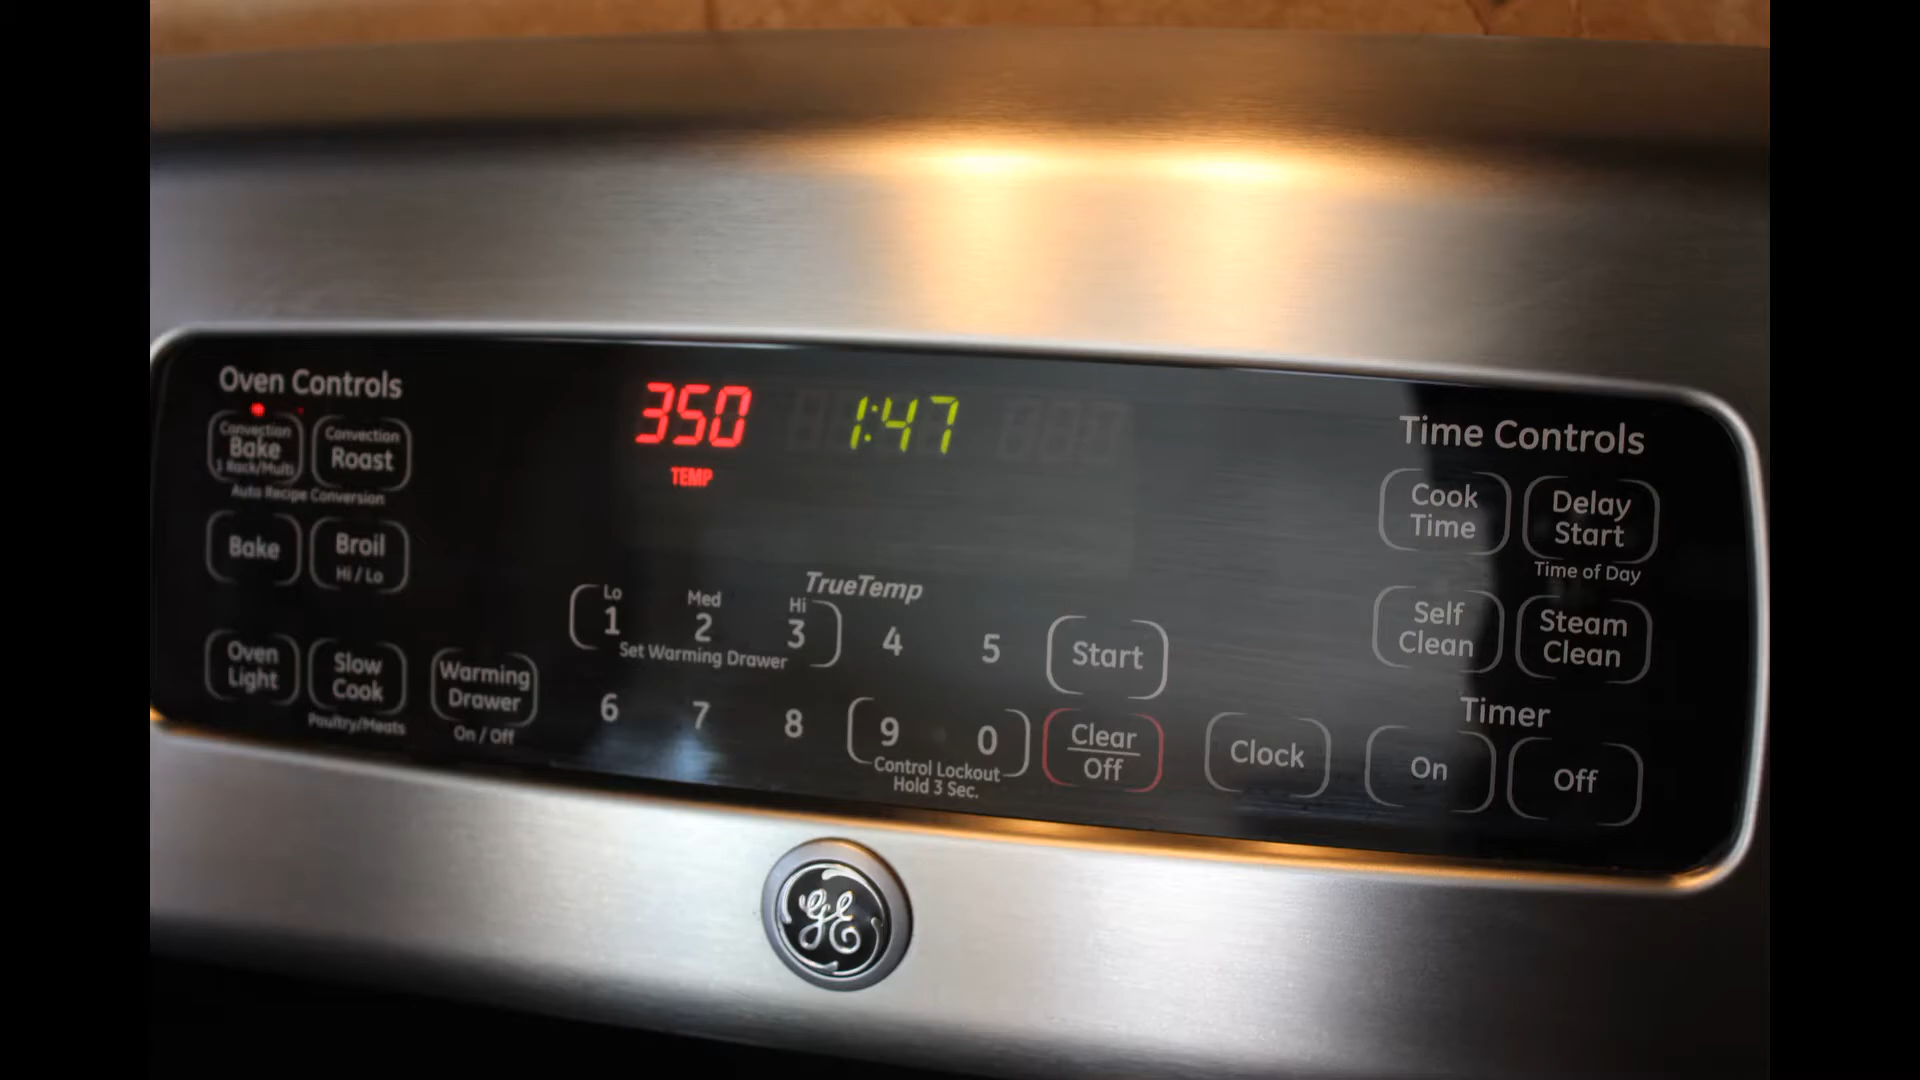 Oven Controls
Convection
Bake
1 Rack/Multi
Convection
Roast
Auto Recipe Conversion
Bake
Broil
Hi / Lo
Oven
Light
Slow
Cook
Poultry/Meats
Warming
Drawer
On / Off
350
TEMP
1:47
TrueTemp
Lo
1
Med
2
Hi
3
4
5
Set Warming Drawer
6
7
8
9
0
Control Lockout
Hold 3 Sec.
Start
Clear
Off
Clock
Time Controls
Cook
Time
Delay
Start
Time of Day
Self
Clean
Steam
Clean
Timer
On
Off
GE